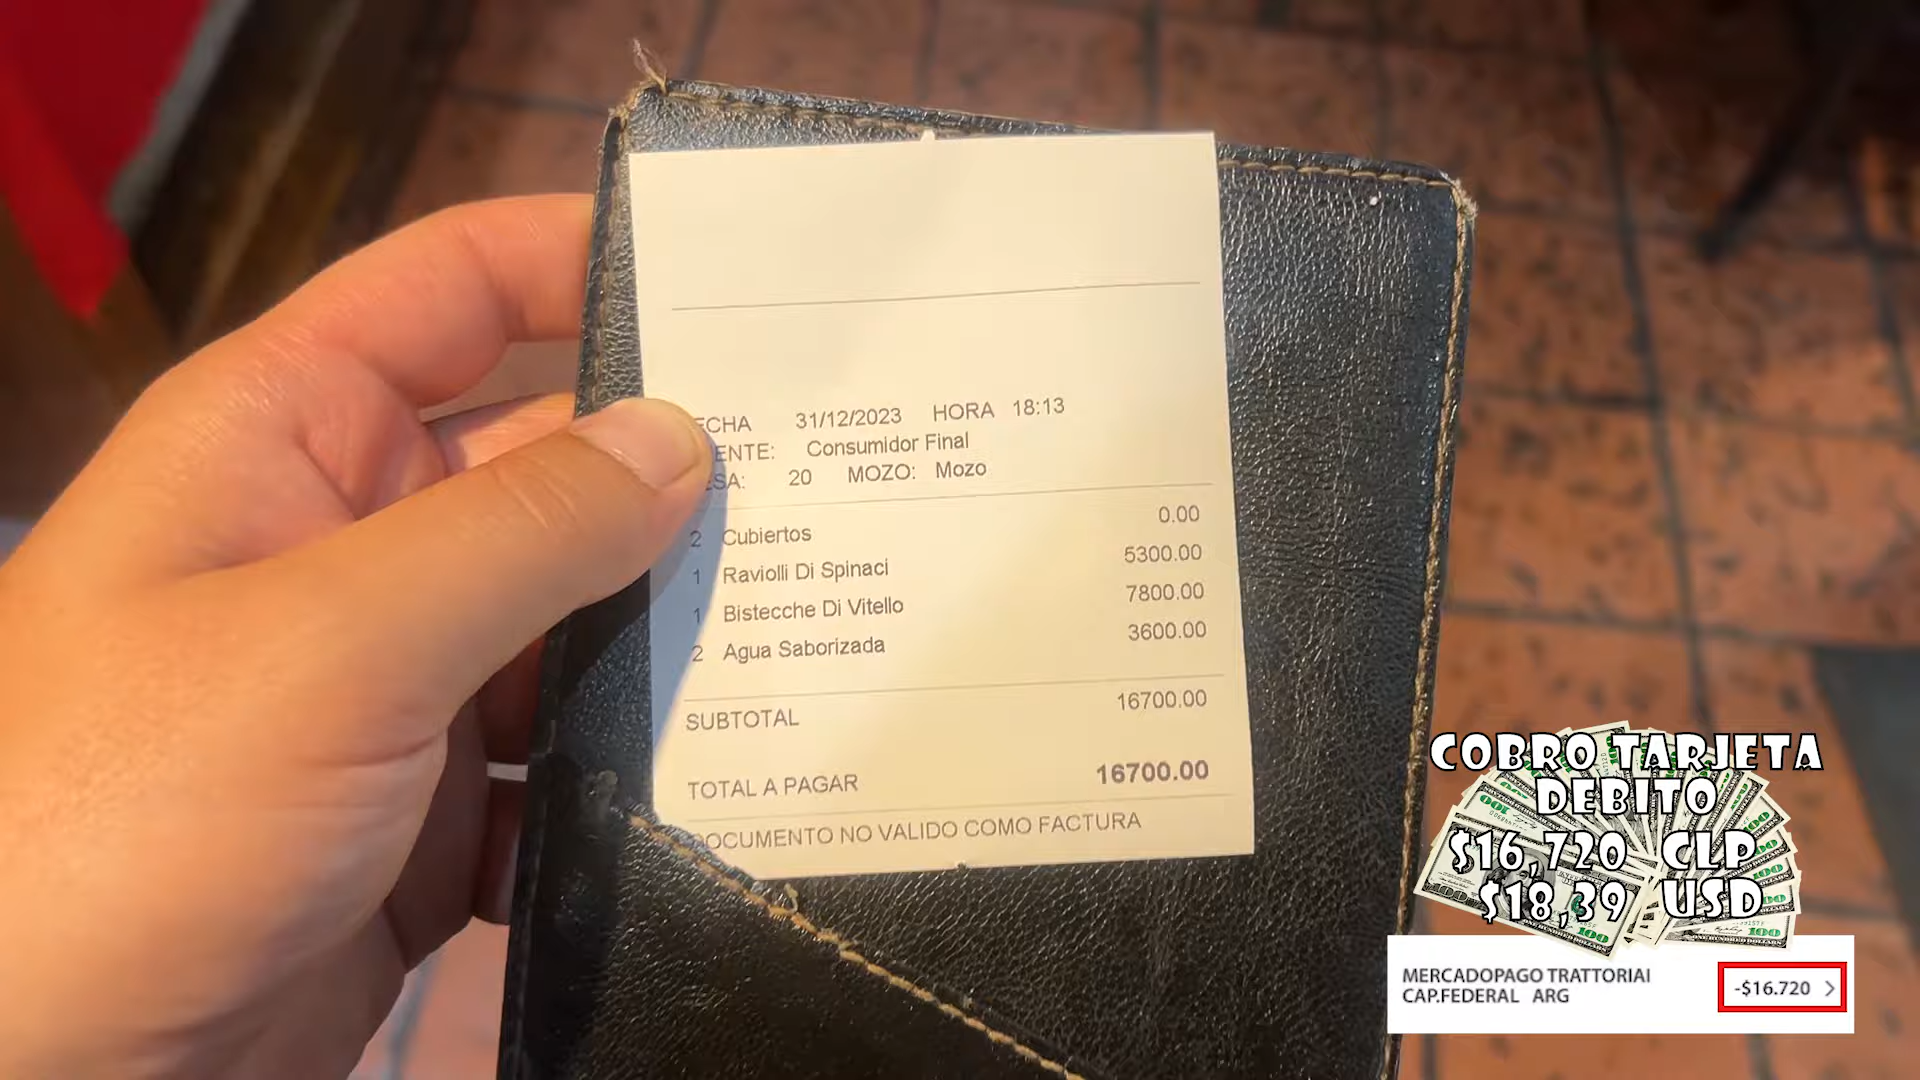 ECHA 31/12/2023 HORA 18:13
ENTE: Consumidor Final
SA: 20 MOZO: Mozo
2 Cubiertos 0.00
1 Raviolli Di Spinaci 5300.00
1 Bistecche Di Vitello 7800.00
2 Agua Saborizada 3600.00
SUBTOTAL 16700.00
TOTAL A PAGAR 16700.00
DOCUMENTO NO VALIDO COMO FACTURA
COBRO TARJETA
DEBITO
$16,720 CLP
$18,39 USD
MERCADOPAGO TRATTORIAI
CAP.FEDERAL ARG
-$16.720 >